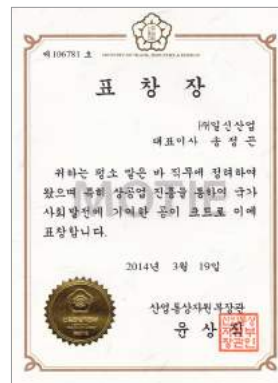 제106781 호
표 창 장
㈜일신산업
대표이사 송정곤
귀하는 평소 맡은 바 직무에 정려하여
왔으며 특히 상공업 진흥을 통하여 국가
사회발전에 기여한 공이 크므로 이에
표창합니다.
2014년 3월 19일
산업통상자원부장관
윤상직